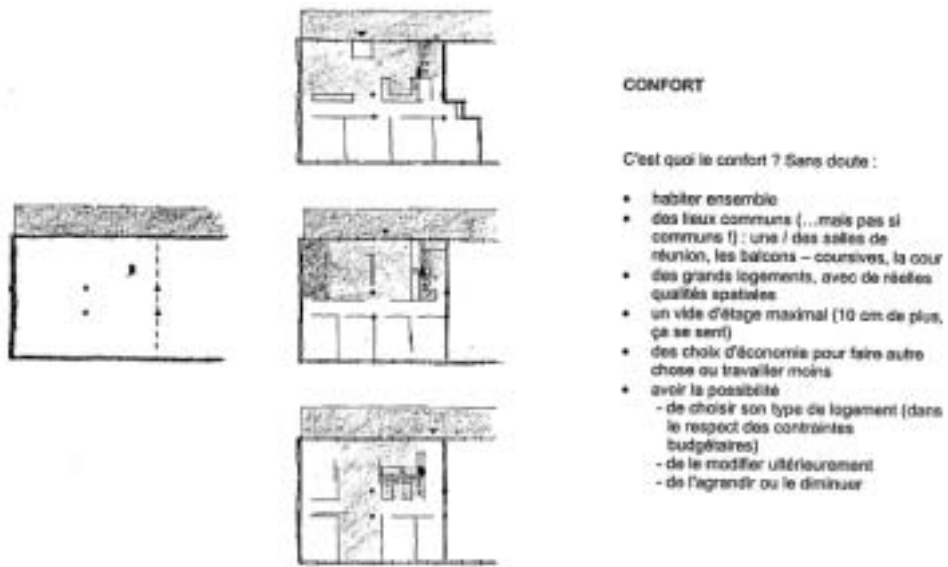 CONFORT
C'est quoi le confort ? Sans doute :
• habiter ensemble
• des lieux communs (...mais pas si
communs !) : une / des salles de
réunion, les balcons – coursives, la cour
• des grands logements, avec de réelles
qualités spatiales
• un vide d'étage maximal (10 cm de plus,
ça se sent)
• des choix d'économie pour faire autre
chose ou travailler moins
• avoir la possibilité
- de choisir son type de logement (dans
le respect des contraintes
budgétaires)
- de le modifier ultérieurement
- de l'agrandir ou le diminuer